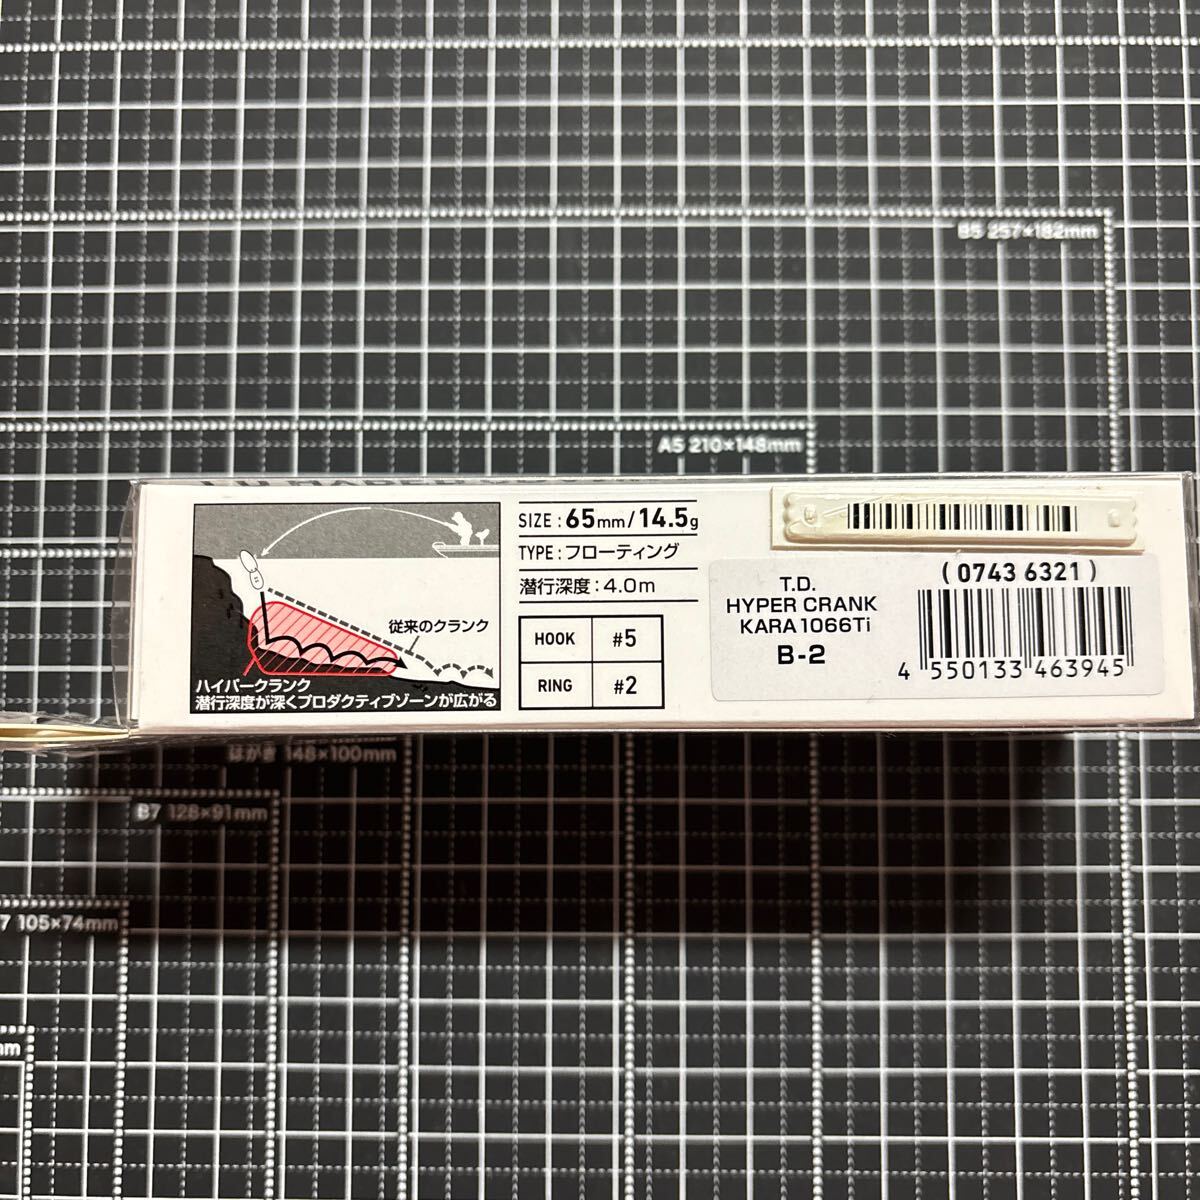 B5 257×182mm
A5 210×148mm
SIZE : 65mm/14.5g
TYPE : フローティング
潜行深度 : 4.0m
HOOK #5
RING #2
従来のクランク
ハイパークランク
潜行深度が深くプロダクティブゾーンが広がる
T.D.
HYPER CRANK
KARA1066Ti
B-2
(0743 6321)
4 550133 463945
はがき 148×100mm
B7 128×91mm
7 105×74mm
mm